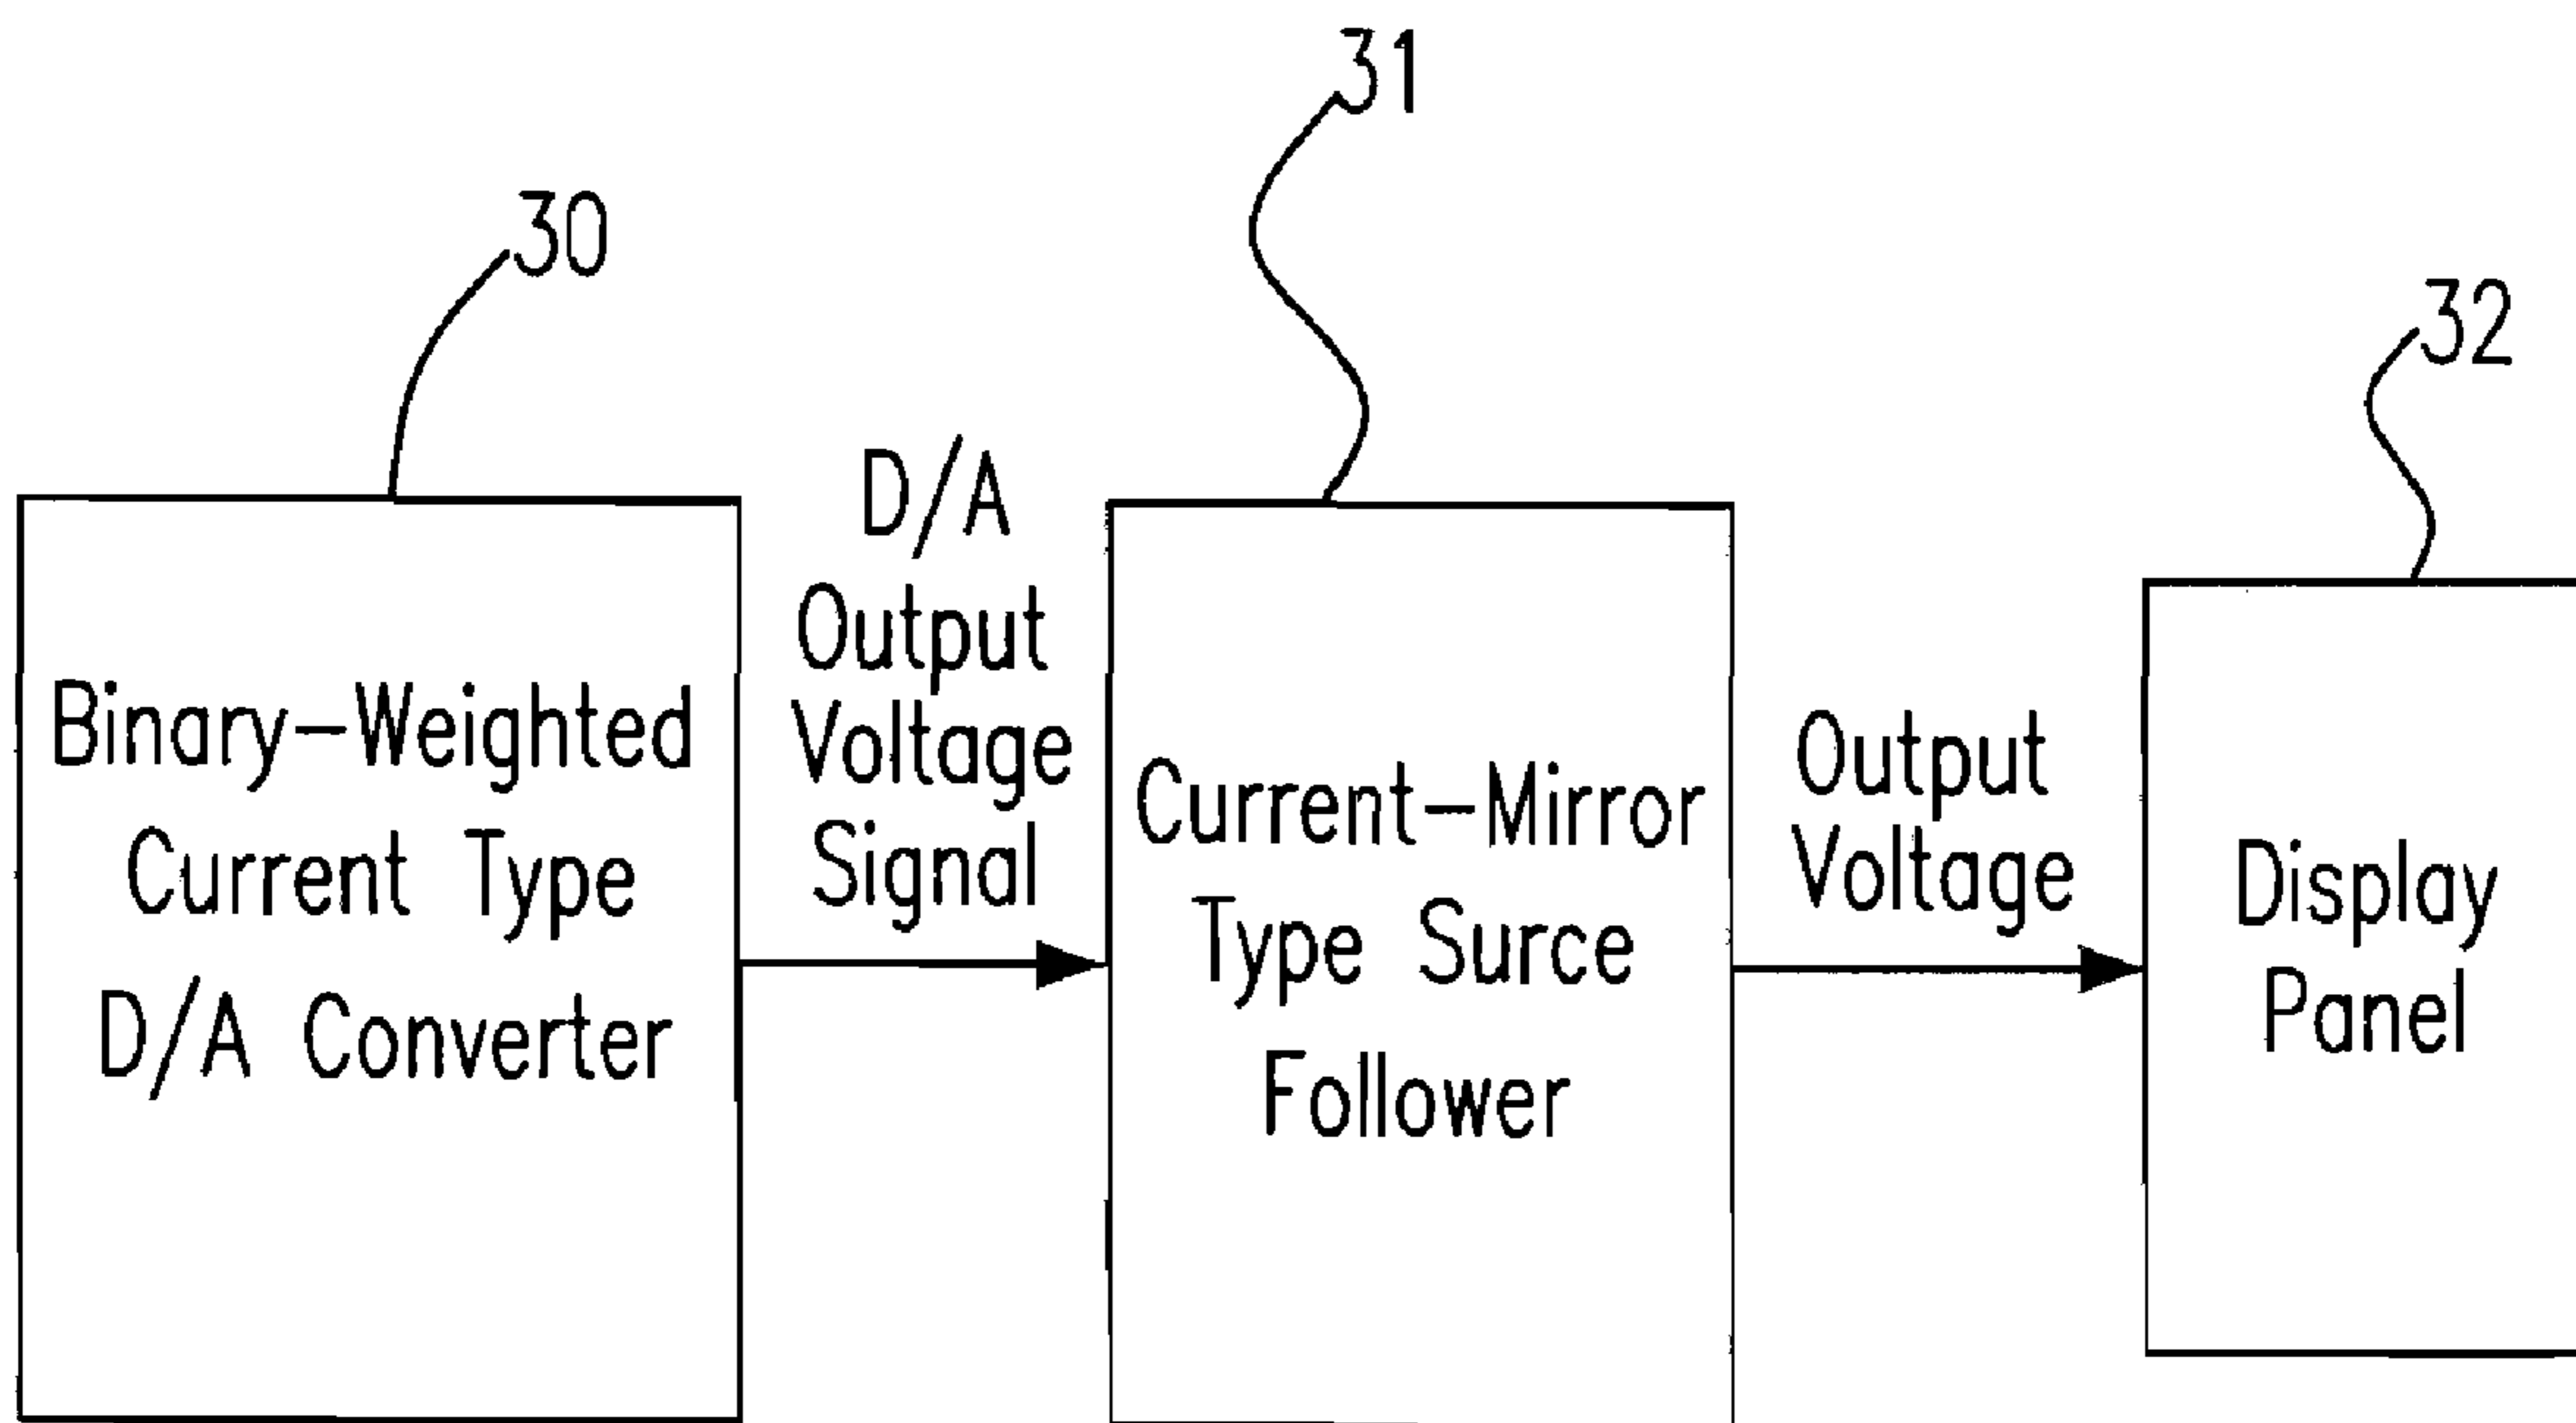 30
Binary-Weighted
Current Type
D/A Converter
D/A
Output
Voltage
Signal
31
Current-Mirror
Type Surce
Follower
Output
Voltage
32
Display
Panel